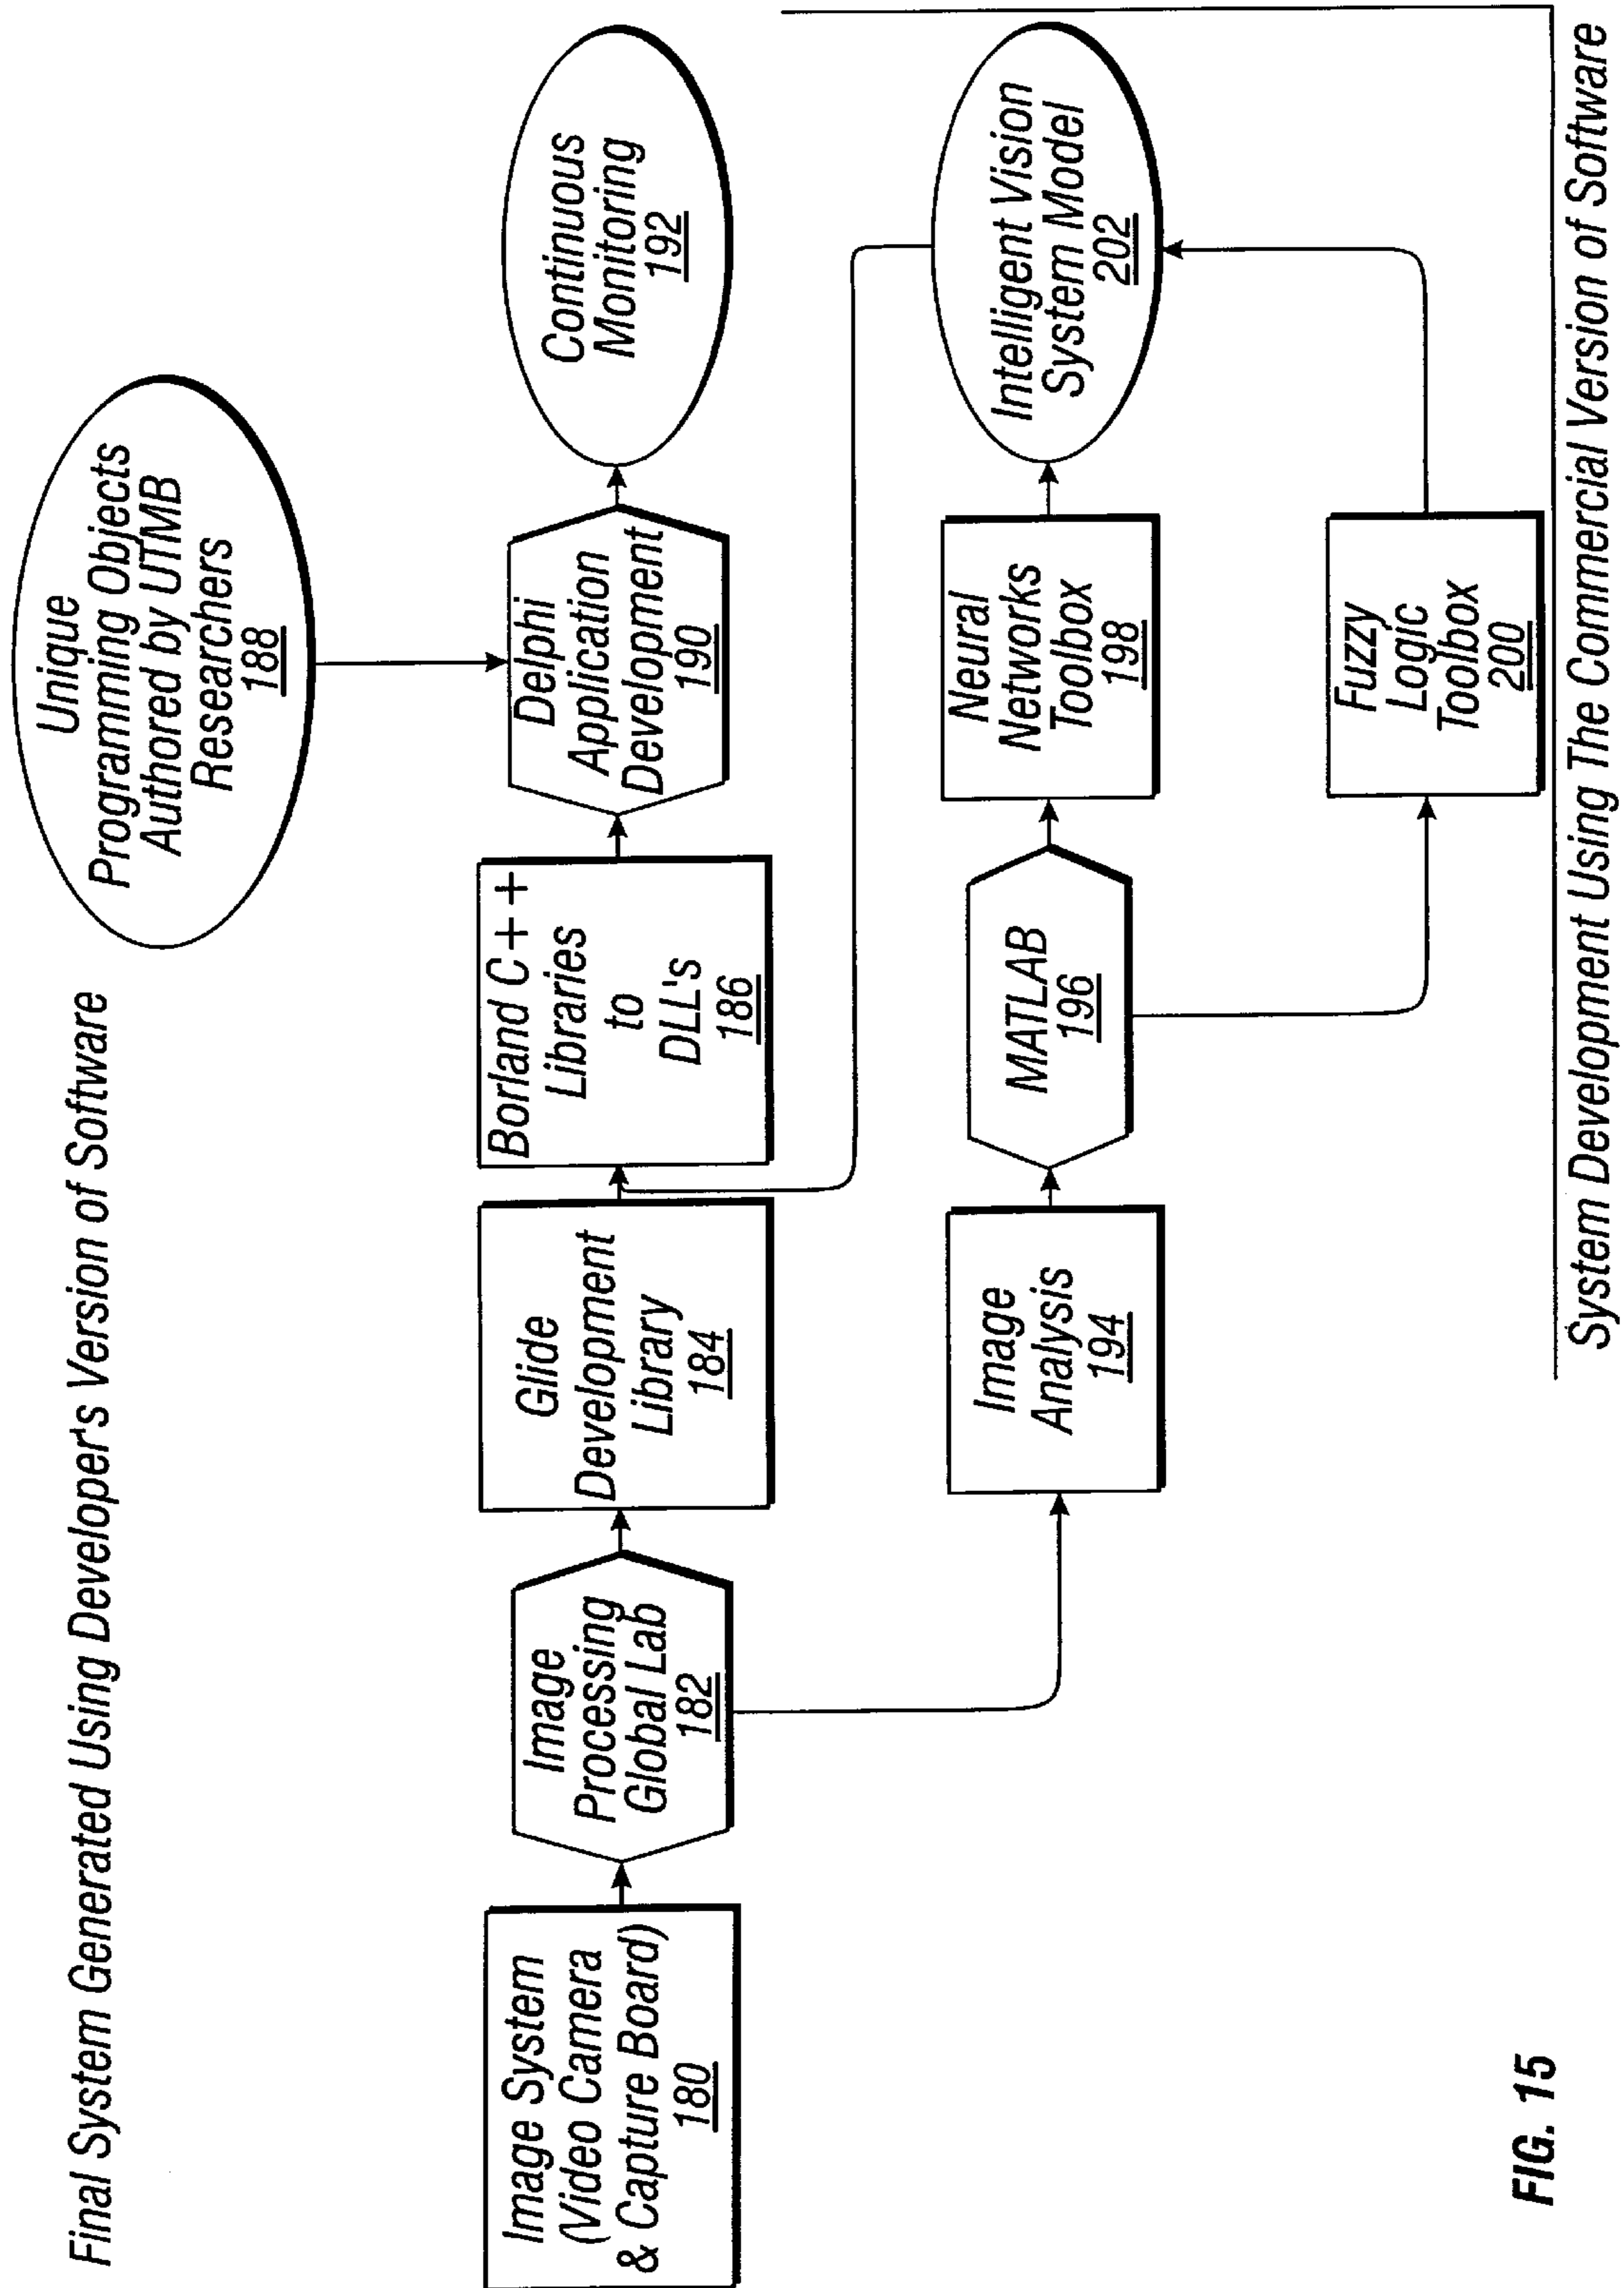 Final System Generated Using Developer's Version of Software
Unique
Programming Objects
Authored by UTMB
Researchers
188
Image System
(Video Camera
& Capture Board)
180
Image
Processing
Global Lab
182
Glide
Development
Library
184
Borland C++
Libraries
to
DLL's
186
Delphi
Application
Development
190
Continuous
Monitoring
192
Image
Analysis
194
MATLAB
196
Neural
Networks
Toolbox
198
Intelligent Vision
System Model
202
Fuzzy
Logic
Toolbox
200
FIG. 15
System Development Using The Commercial Version of Software